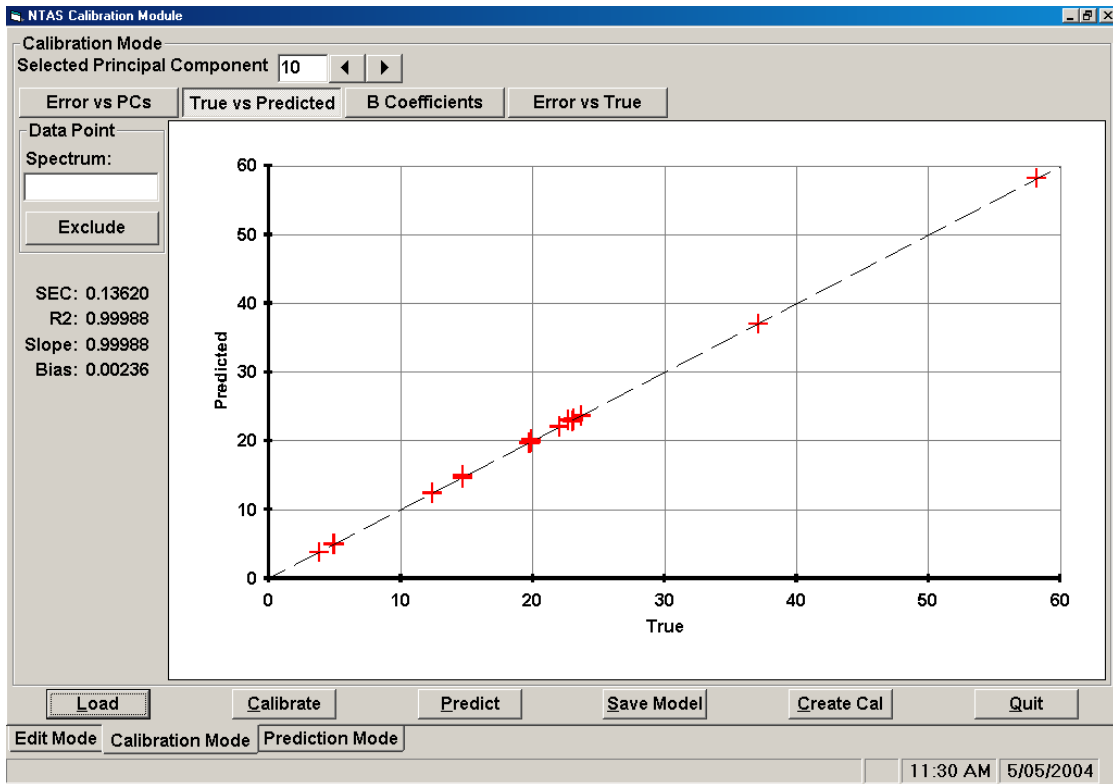 NTAS Calibration Module
Calibration Mode
Selected Principal Component 10
Error vs PCs True vs Predicted B Coefficients Error vs True
Data Point
Spectrum:
Exclude
SEC: 0.13620
R2: 0.99988
Slope: 0.99988
Bias: 0.00236
Predicted
60
50
40
30
20
10
0
0 10 20 30 40 50 60
True
Load Calibrate Predict Save Model Create Cal Quit
Edit Mode Calibration Mode Prediction Mode
11:30 AM 5/05/2004